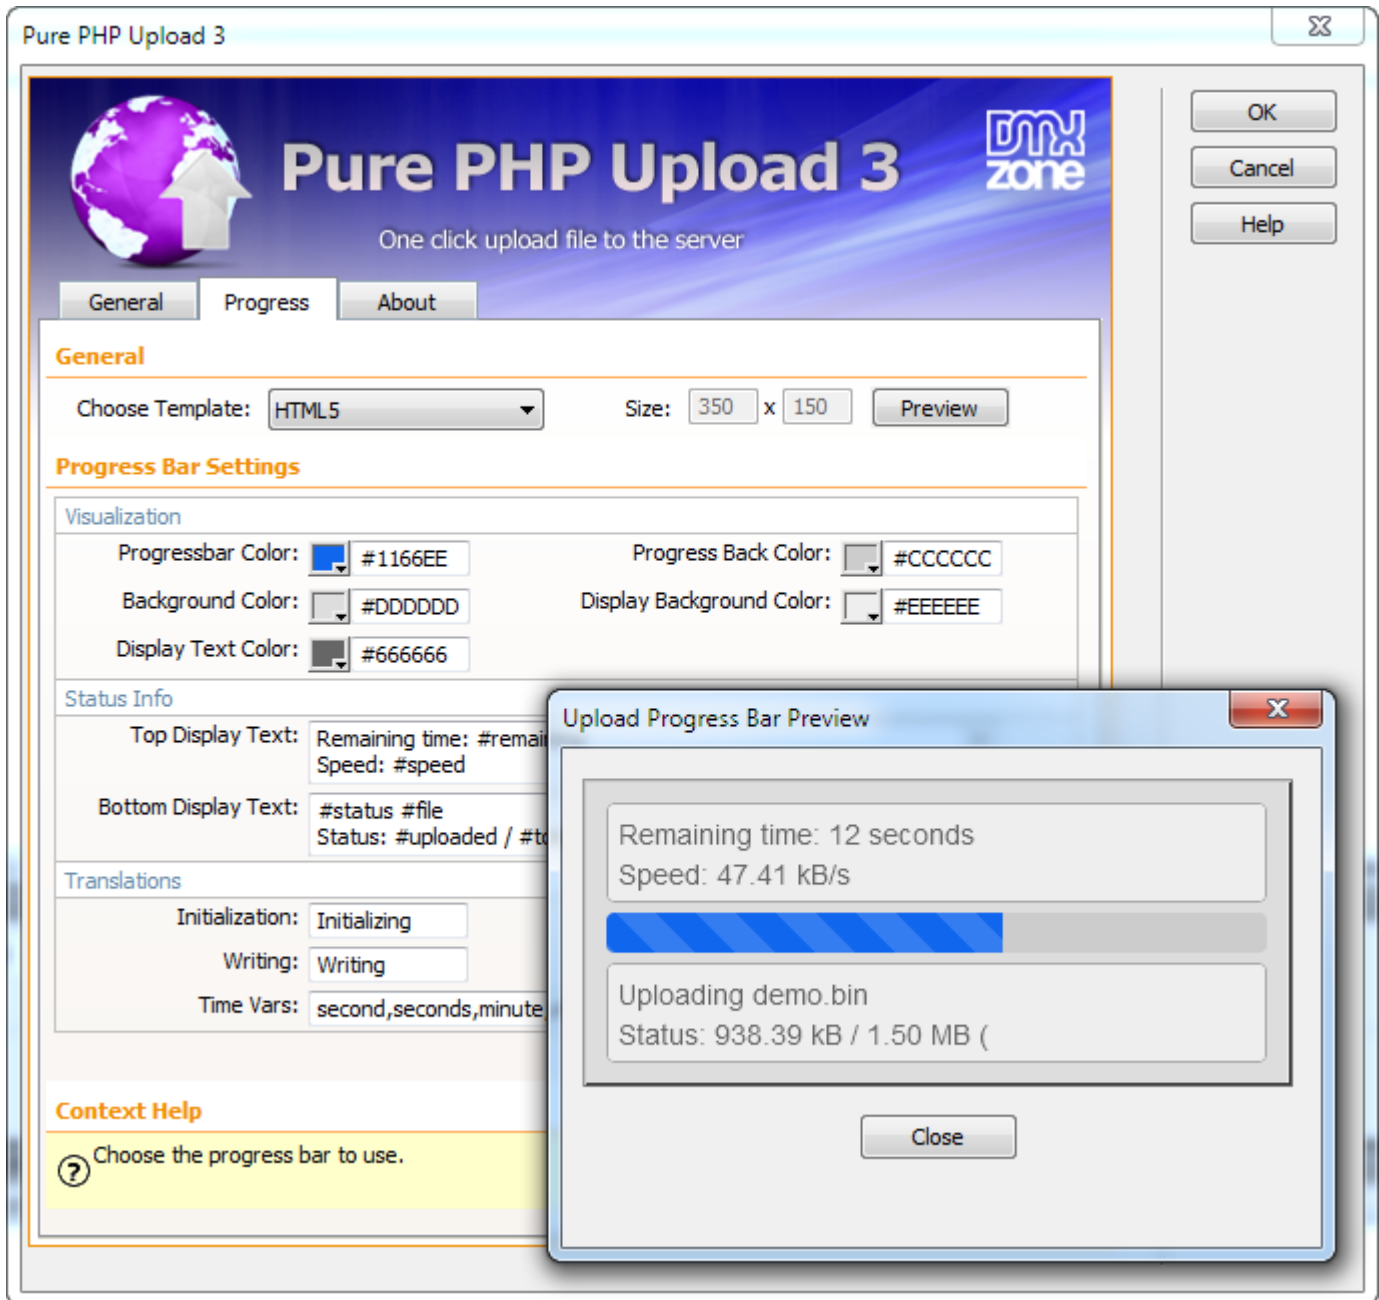 Pure PHP Upload 3
OK
Cancel
Help
Pure PHP Upload 3
DMX
zone
One click upload file to the server
General Progress About
General
Choose Template: HTML5 Size: 350 x 150 Preview
Progress Bar Settings
Visualization
Progressbar Color: #1166EE Progress Back Color: #CCCCCC
Background Color: #DDDDDD Display Background Color: #EEEEEE
Display Text Color: #666666
Status Info
Top Display Text: Remaining time:
Speed: #speed
Bottom Display Text: #status #file
Status: #uploaded /
Translations
Initialization: Initializing
Writing: Writing
Time Vars: second,seconds,minute,
Context Help
Choose the progress bar to use.
Upload Progress Bar Preview
Remaining time: 12 seconds
Speed: 47.41 kB/s
Uploading demo.bin
Status: 938.39 kB / 1.50 MB (
Close